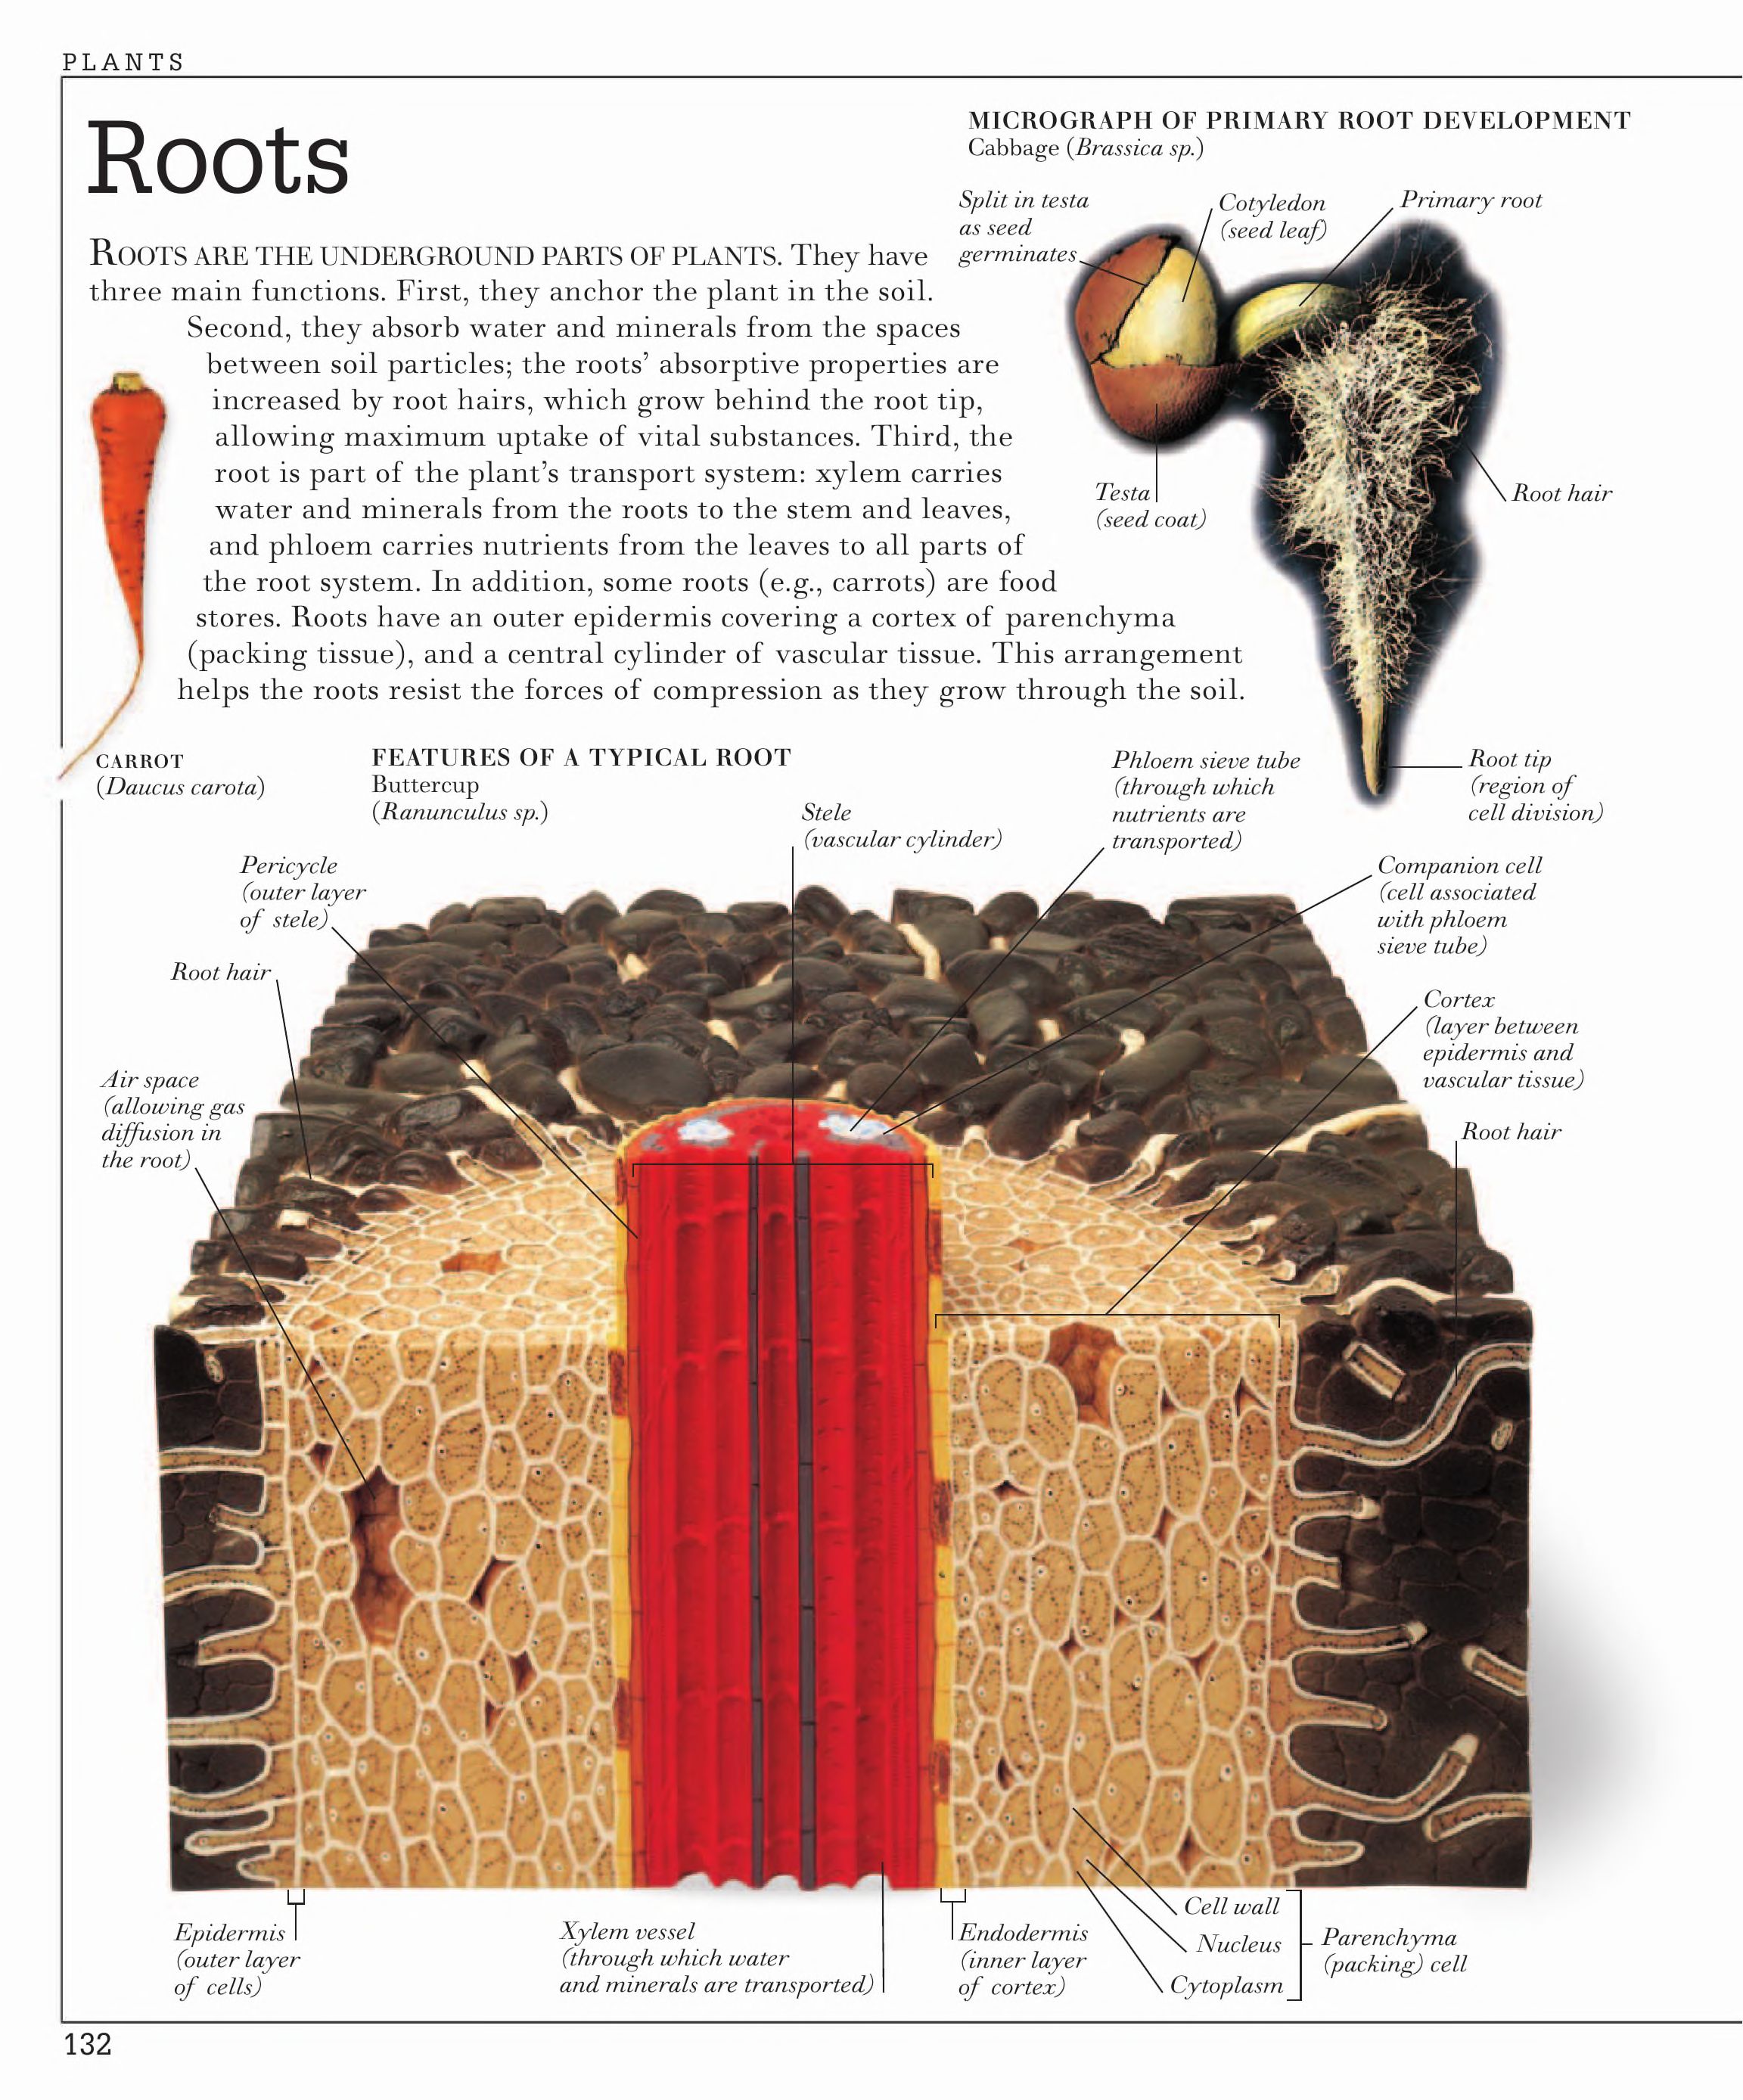 PLANTS
Roots
ROOTS ARE THE UNDERGROUND PARTS OF PLANTS. They have
three main functions. First, they anchor the plant in the soil.
Second, they absorb water and minerals from the spaces
between soil particles; the roots’ absorptive properties are
increased by root hairs, which grow behind the root tip,
allowing maximum uptake of vital substances. Third, the
root is part of the plant’s transport system: xylem carries
water and minerals from the roots to the stem and leaves,
and phloem carries nutrients from the leaves to all parts of
the root system. In addition, some roots (e.g., carrots) are food
stores. Roots have an outer epidermis covering a cortex of parenchyma
(packing tissue), and a central cylinder of vascular tissue. This arrangement
helps the roots resist the forces of compression as they grow through the soil.
MICROGRAPH OF PRIMARY ROOT DEVELOPMENT
Cabbage (Brassica sp.)
Split in testa
as seed
germinates
Cotyledon
(seed leaf)
Primary root
Testa
(seed coat)
Root hair
Root tip
(region of
cell division)
CARROT
(Daucus carota)
FEATURES OF A TYPICAL ROOT
Buttercup
(Ranunculus sp.)
Stele
(vascular cylinder)
Phloem sieve tube
(through which
nutrients are
transported)
Companion cell
(cell associated
with phloem
sieve tube)
Pericycle
(outer layer
of stele)
Root hair
Air space
(allowing gas
diffusion in
the root)
Cortex
(layer between
epidermis and
vascular tissue)
Root hair
Epidermis
(outer layer
of cells)
Xylem vessel
(through which water
and minerals are transported)
Endodermis
(inner layer
of cortex)
Cell wall
Nucleus
Cytoplasm
Parenchyma
(packing) cell
132